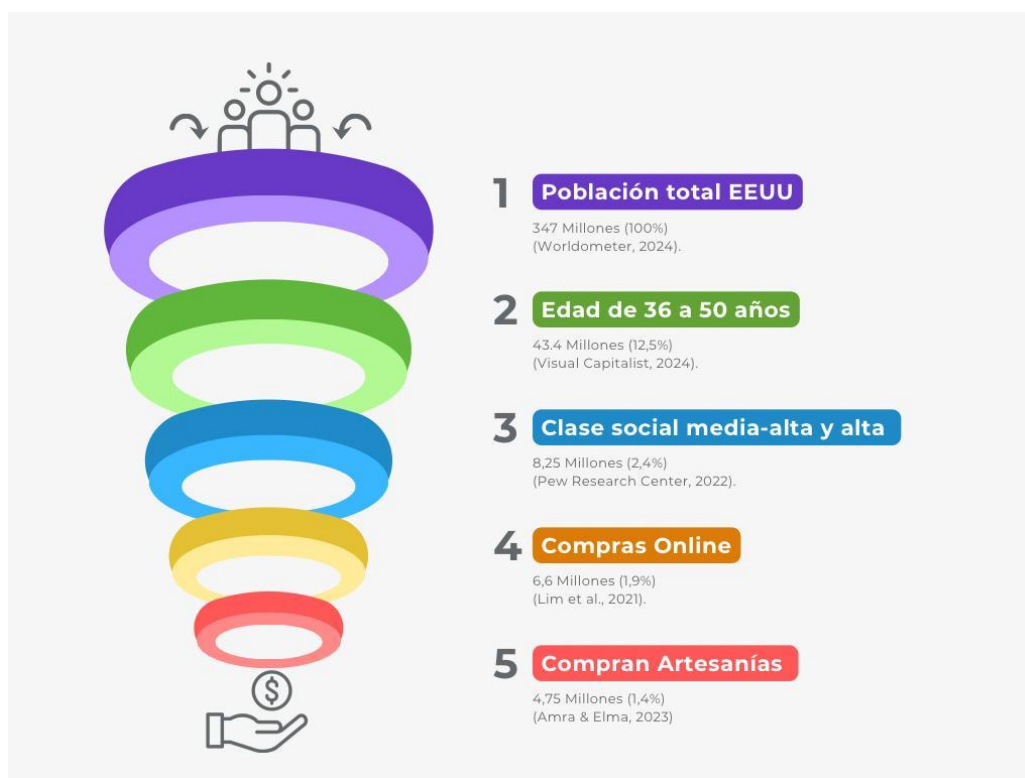 1 Población total EEUU
347 Millones (100%)
(Worldometer, 2024).
2 Edad de 36 a 50 años
43.4 Millones (12,5%)
(Visual Capitalist, 2024).
3 Clase social media-alta y alta
8,25 Millones (2,4%)
(Pew Research Center, 2022).
4 Compras Online
6,6 Millones (1,9%)
(Lim et al., 2021).
5 Compran Artesanías
4,75 Millones (1,4%)
(Amra & Elma, 2023)
$